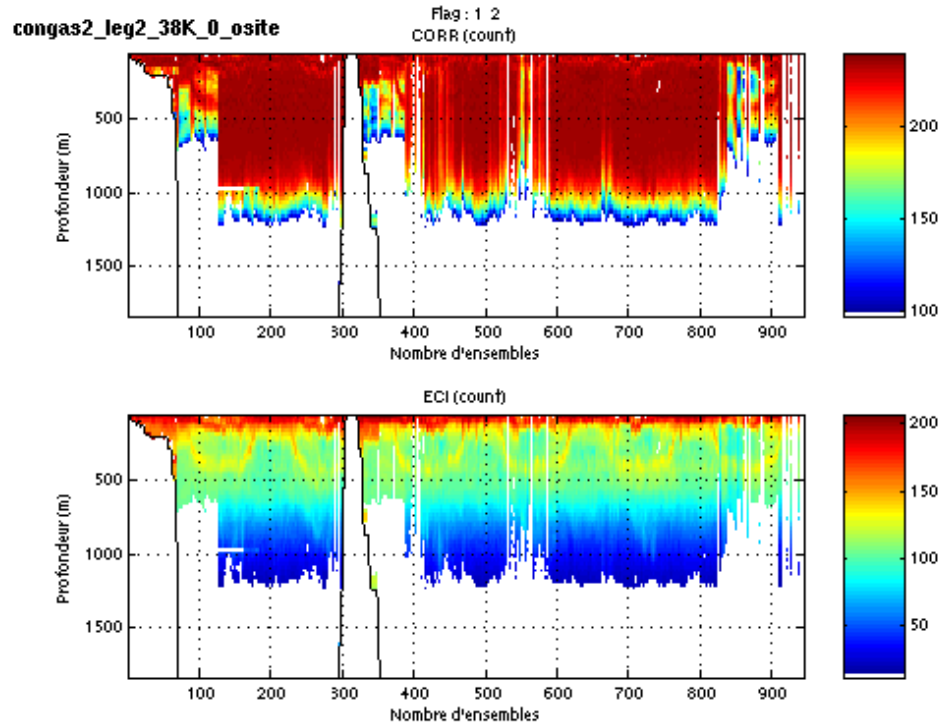 congas2_leg2_38K_0_osite
Flag : 1 2
CORR (count)
Profondeur (m)
500
1000
1500
100 200 300 400 500 600 700 800 900
Nombre d'ensembles
200
150
100
ECI (count)
Profondeur (m)
500
1000
1500
100 200 300 400 500 600 700 800 900
Nombre d'ensembles
200
150
100
50